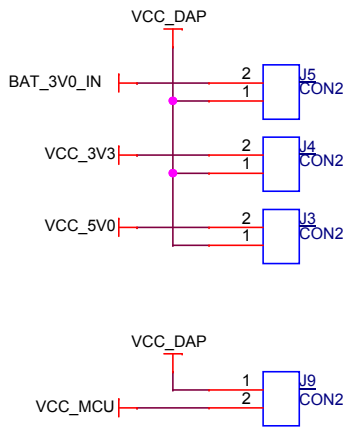 VCC_DAP
BAT_3V0_IN 2 J5
1 CON2
VCC_3V3 2 J4
1 CON2
VCC_5V0 2 J3
1 CON2
VCC_DAP
1 J9
VCC_MCU 2 CON2